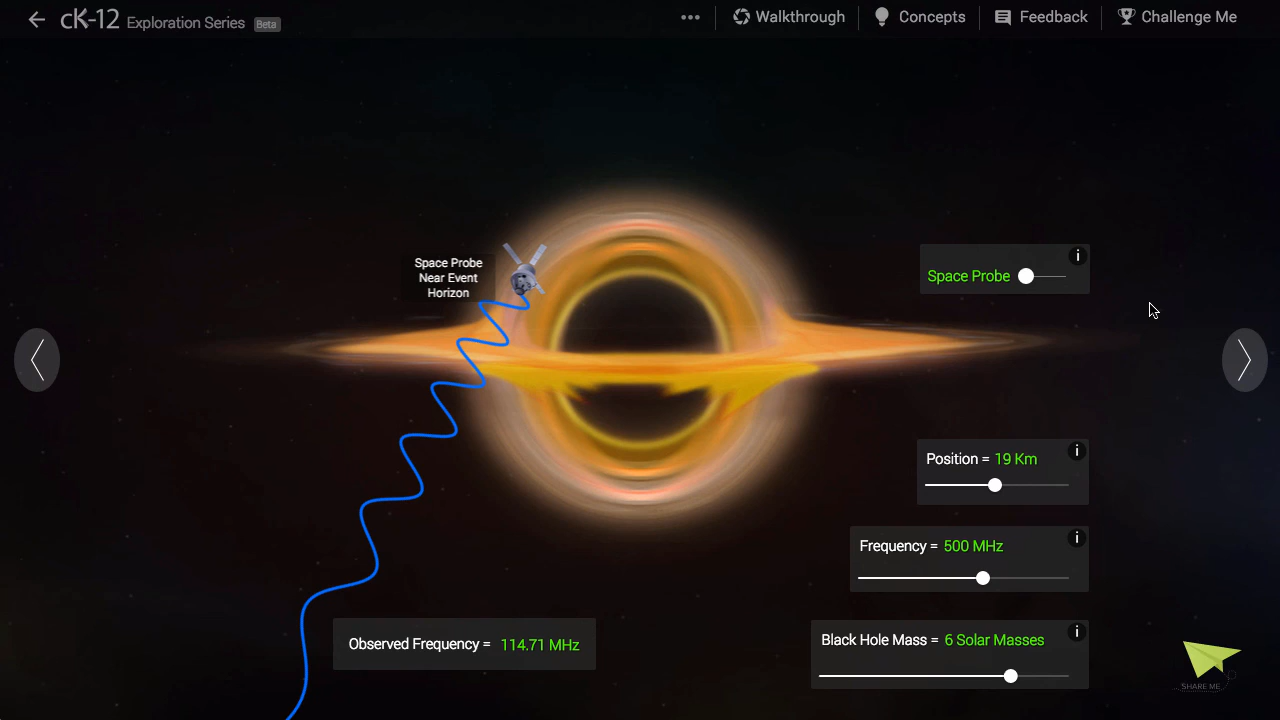 cK-12 Exploration Series Beta
... Walkthrough Concepts Feedback Challenge Me
Space Probe
Near Event
Horizon
i
Space Probe
i
Position = 19 Km
i
Frequency = 500 MHz
Observed Frequency = 114.71 MHz
i
Black Hole Mass = 6 Solar Masses
SHARE ME